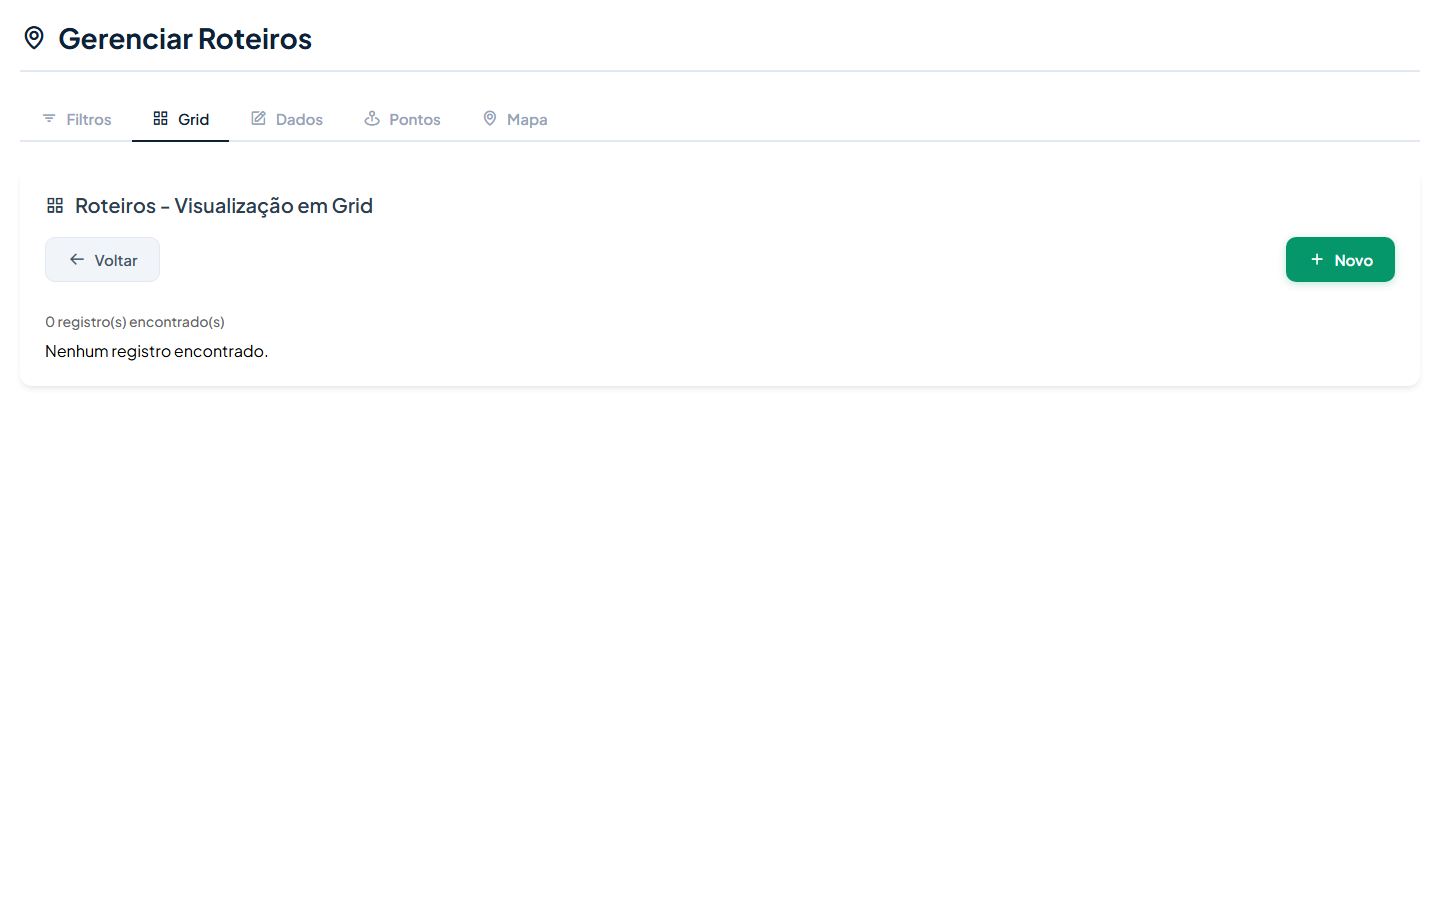 Gerenciar Roteiros
Filtros Grid Dados Pontos Mapa
Roteiros - Visualização em Grid
Voltar Novo
0 registro(s) encontrado(s)
Nenhum registro encontrado.